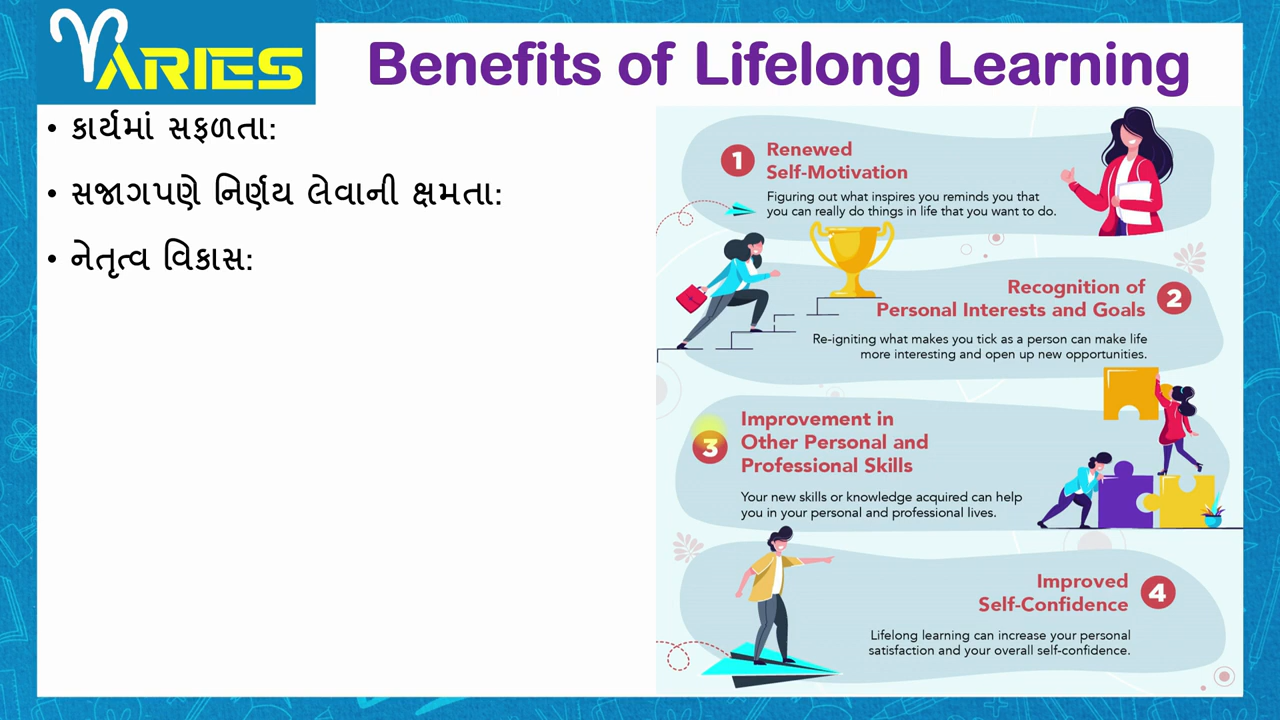 ARIES
Benefits of Lifelong Learning
• કાર્યમાં સફળતા:
• સજાગપણે નિર્ણય લેવાની ક્ષમતા:
• નેતૃત્વ વિકાસ:
1
Renewed
Self-Motivation
Figuring out what inspires you reminds you that
you can really do things in life that you want to do.
Recognition of
Personal Interests and Goals
2
Re-igniting what makes you tick as a person can make life
more interesting and open up new opportunities.
3
Improvement in
Other Personal and
Professional Skills
Your new skills or knowledge acquired can help
you in your personal and professional lives.
Improved
Self-Confidence
4
Lifelong learning can increase your personal
satisfaction and your overall self-confidence.